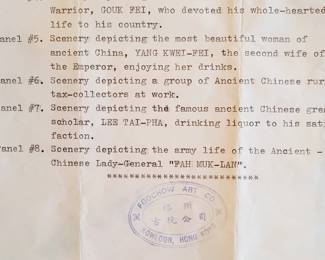 Warrior, GOUK FEI, who devoted his whole-hearted
life to his country.
anel #5. Scenery depicting the most beautiful woman of
ancient China, YANG KWEI-FEI, the second wife of
the Emperor, enjoying her drinks.
anel #6. Scenery depicting a group of Ancient Chinese rur
tax-collectors at work.
anel #7. Scenery depicting the famous ancient Chinese gre
scholar, LEE TAI-PHA, drinking liquor to his sati
faction.
anel #8. Scenery depicting the army life of the Ancient -
Chinese Lady-General "FAH MUK-LAN".
*******************************
FOOCHOW ART CO.
州
公司
KOWLOON, HONG KONG